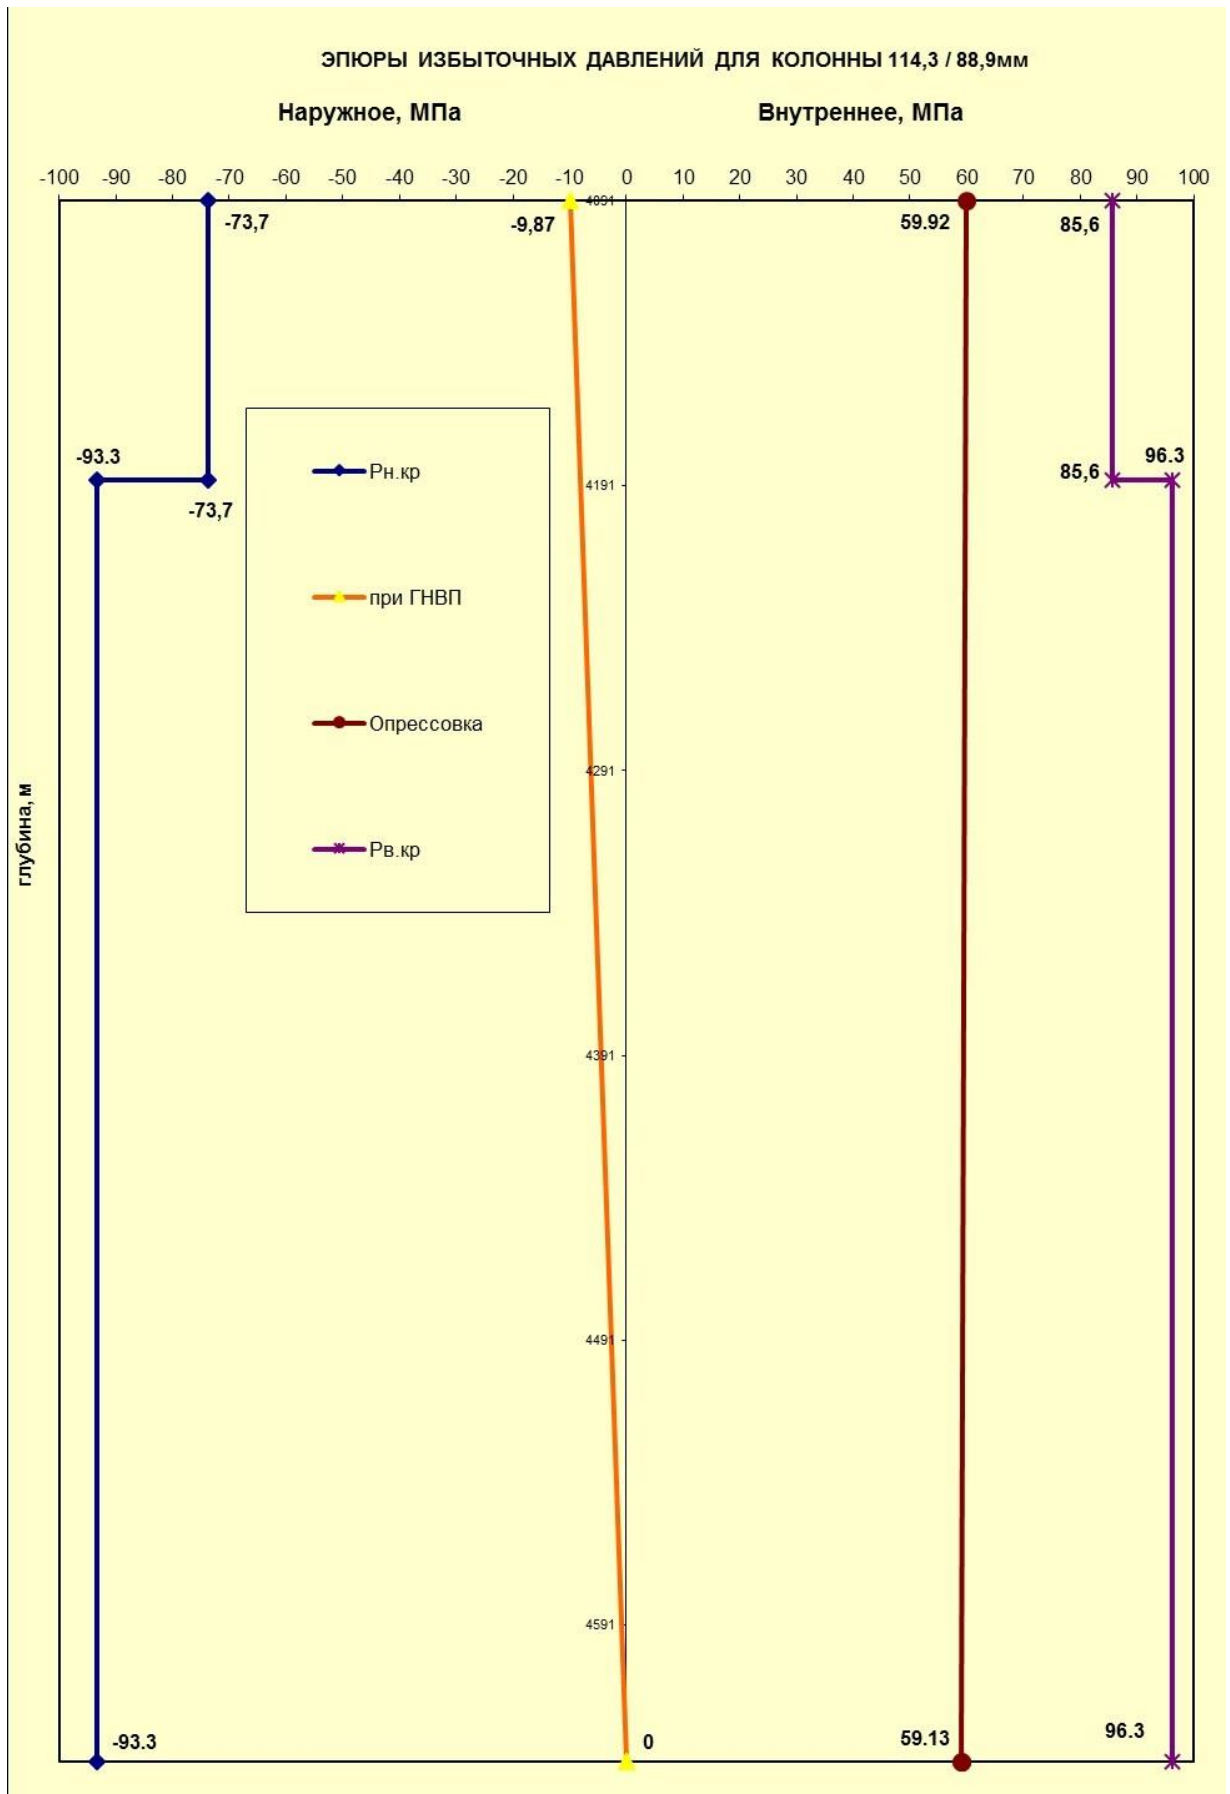 ЭПЮРЫ ИЗБЫТОЧНЫХ ДАВЛЕНИЙ ДЛЯ КОЛОННЫ 114,3 / 88,9мм
Наружное, МПа Внутреннее, МПа
-100 -90 -80 -70 -60 -50 -40 -30 -20 -10 0 10 20 30 40 50 60 70 80 90 100
4091
-73,7 -9,87 59.92 85,6
-93.3 85,6 96.3
Рн.кр
4191
-73,7
при ГНВП
Опрессовка
4291
глубина, м
Рв.кр
4391
4491
4591
-93.3 0 59.13 96.3